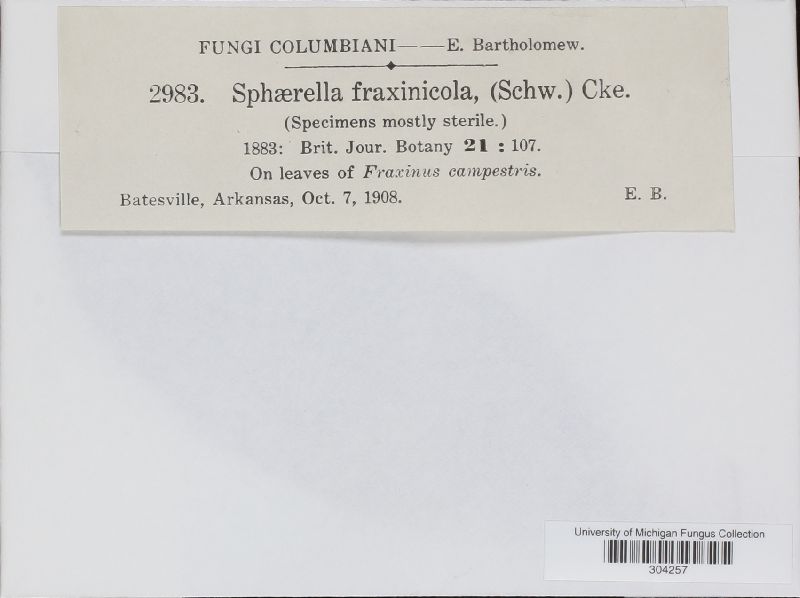 FUNGI COLUMBIANI——E. Bartholomew.
2983. Sphærella fraxinicola, (Schw.) Cke.
(Specimens mostly sterile.)
1883: Brit. Jour. Botany 21 : 107.
On leaves of Fraxinus campestris.
Batesville, Arkansas, Oct. 7, 1908. E. B.
University of Michigan Fungus Collection
304257